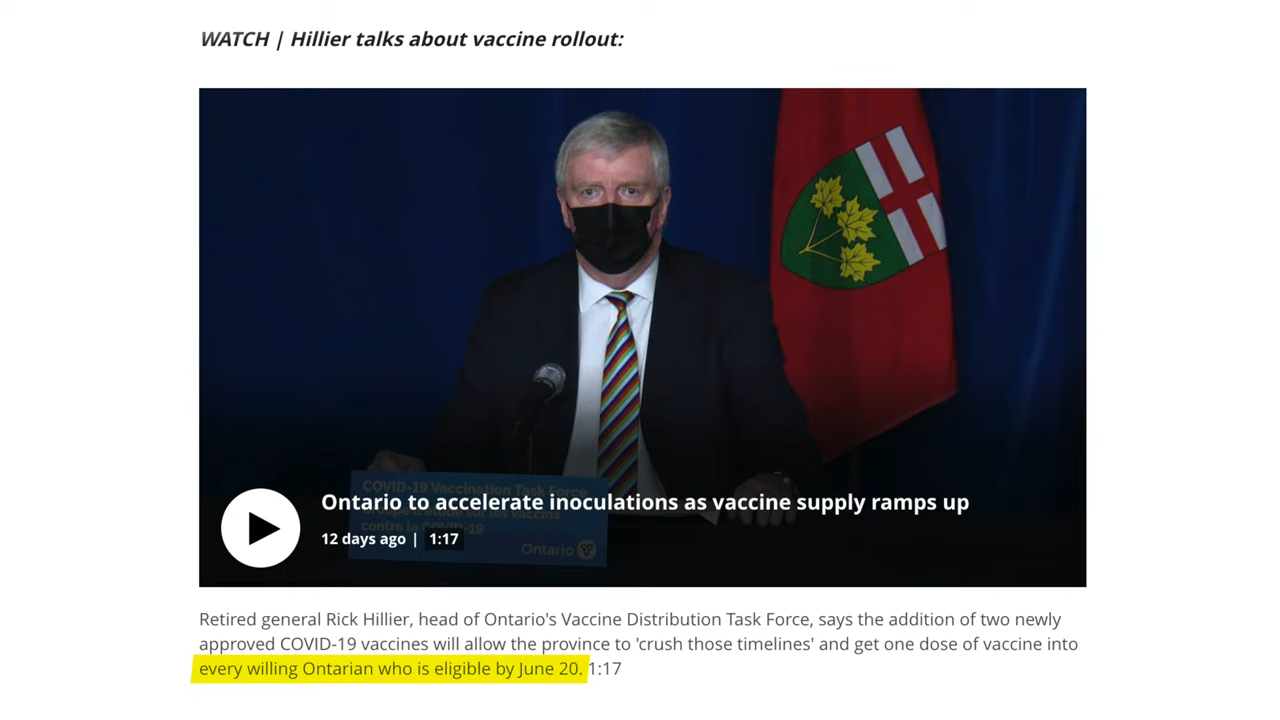 WATCH | Hillier talks about vaccine rollout:
COVID-19 Vaccination Task Force
Ontario to accelerate inoculations as vaccine supply ramps up
contre la COVID-19
12 days ago | 1:17
Ontario
Retired general Rick Hillier, head of Ontario's Vaccine Distribution Task Force, says the addition of two newly
approved COVID-19 vaccines will allow the province to 'crush those timelines' and get one dose of vaccine into
every willing Ontarian who is eligible by June 20. 1:17